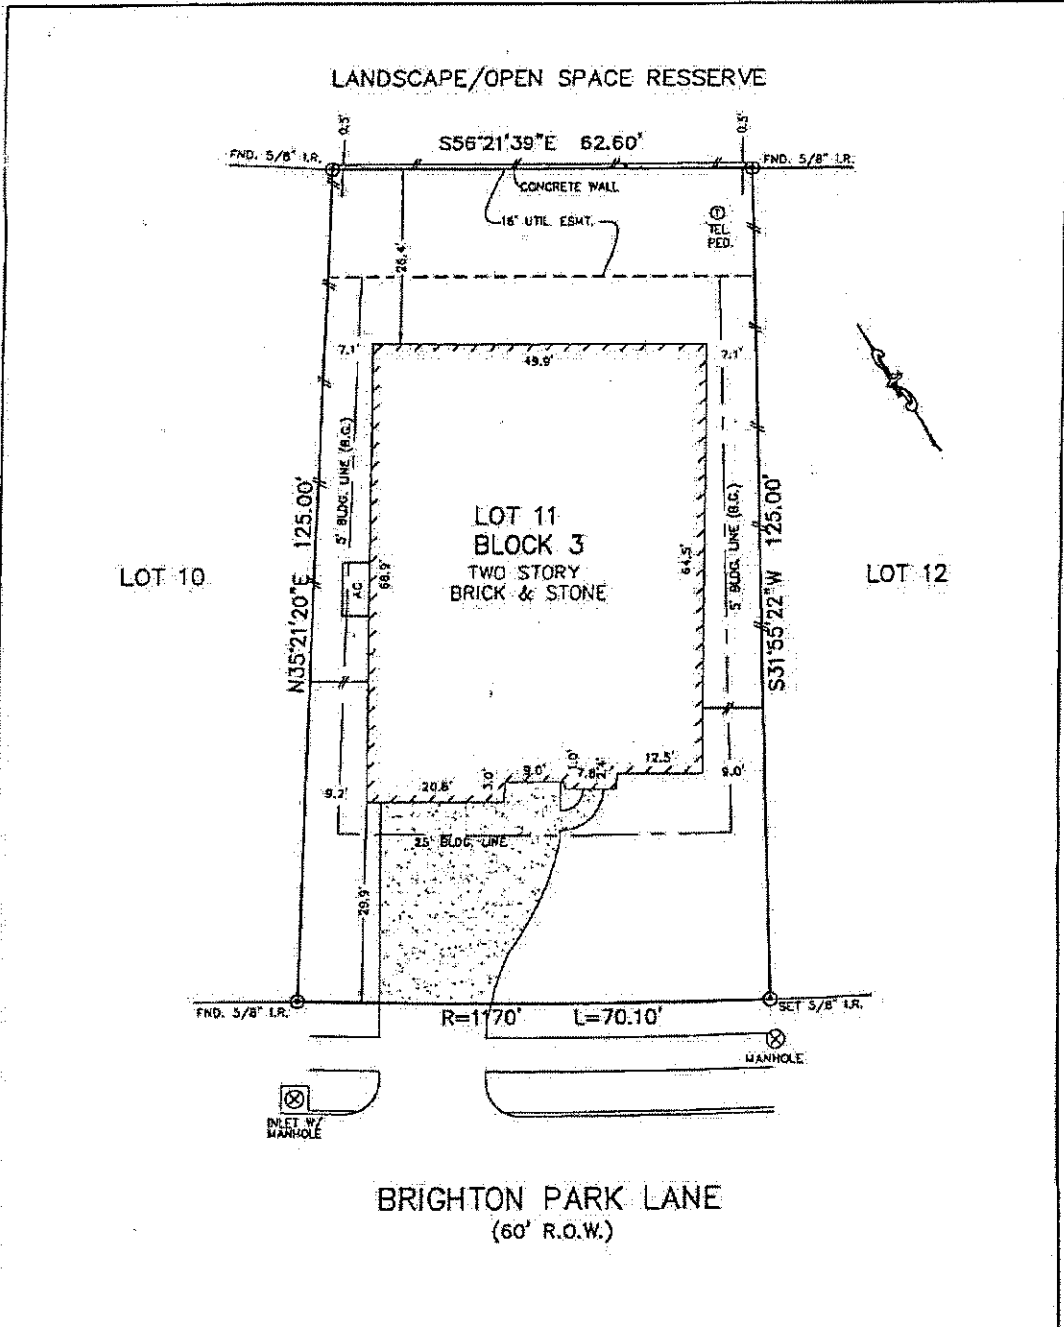 LANDSCAPE/OPEN SPACE RESSERVE
0.5'
0.5'
S56°21'39"E 62.60'
FND. 5/8" I.R.
FND. 5/8" I.R.
CONCRETE WALL
16' UTIL. ESMT.
TEL.
PED.
26.4'
7.1'
49.9'
7.1'
5' BLDG. LINE (B.G.)
5' BLDG. LINE (B.G.)
N35°21'20"E 125.00'
S31°55'22"W 125.00'
LOT 11
BLOCK 3
TWO STORY
BRICK & STONE
LOT 10
LOT 12
AC
68.9'
64.5'
9.2'
20.6'
3.0'
9.0'
1.0'
7.6'
2.4'
12.5'
9.0'
25' BLDG. LINE
29.9'
FND. 5/8" I.R.
SET 5/8" I.R.
R=1170' L=70.10'
MANHOLE
INLET W/
MANHOLE
BRIGHTON PARK LANE
(60' R.O.W.)